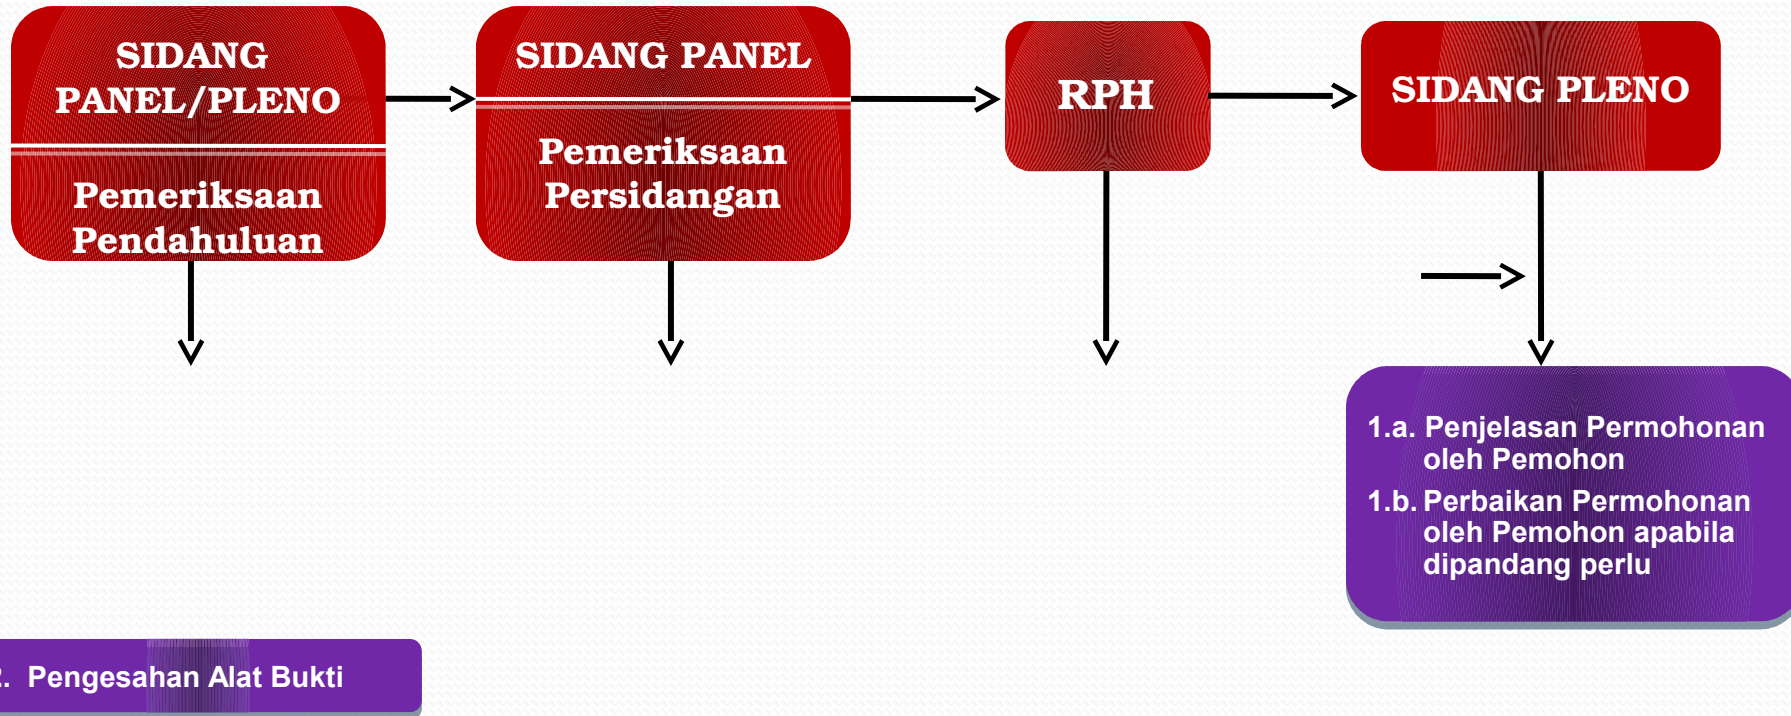 SIDANG
PANEL/PLENO
Pemeriksaan
Pendahuluan
SIDANG PANEL
Pemeriksaan
Persidangan
RPH
SIDANG PLENO
1.a. Penjelasan Permohonan
oleh Pemohon
1.b. Perbaikan Permohonan
oleh Pemohon apabila
dipandang perlu
2. Pengesahan Alat Bukti